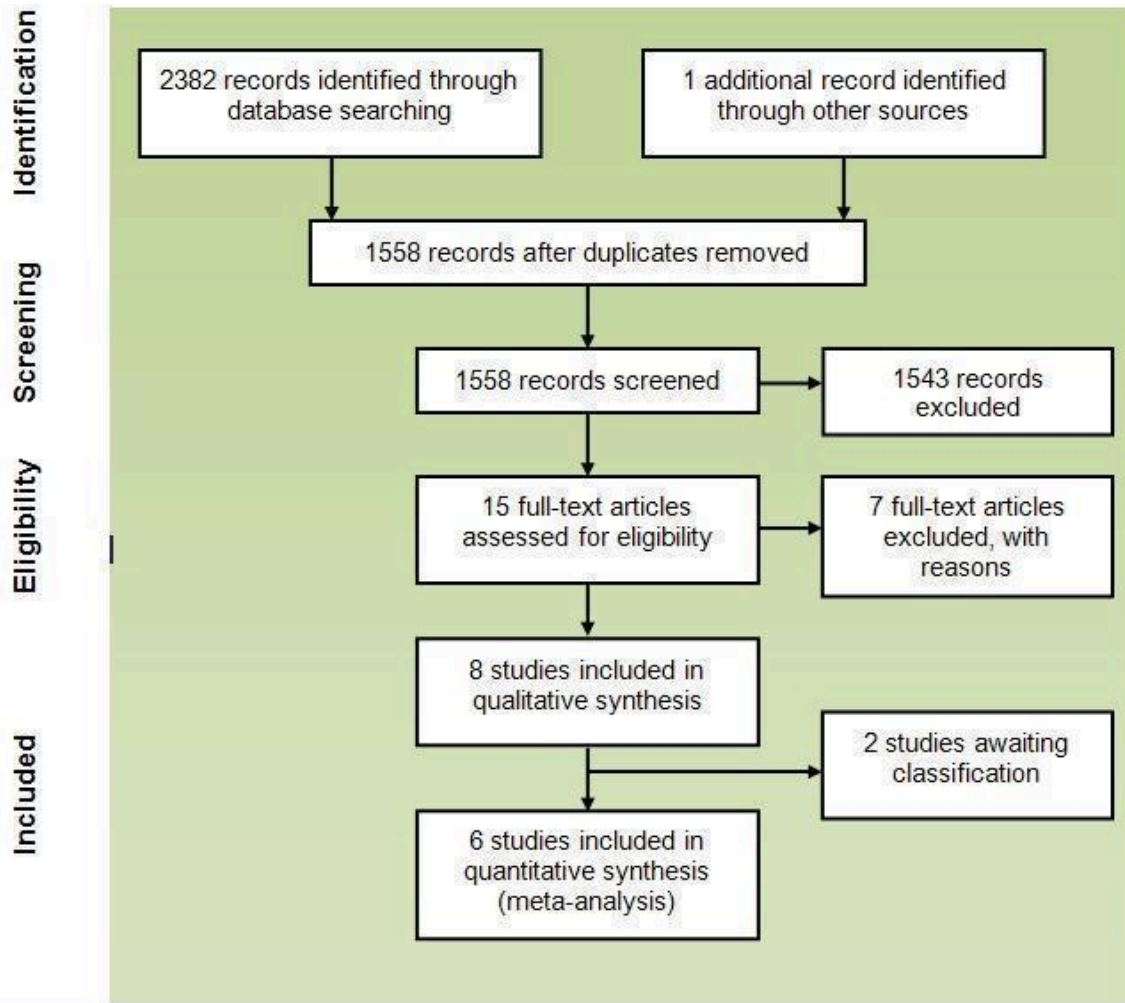 Identification
2382 records identified through
database searching
1 additional record identified
through other sources
1558 records after duplicates removed
Screening
1558 records screened
1543 records
excluded
Eligibility
15 full-text articles
assessed for eligibility
7 full-text articles
excluded, with
reasons
Included
8 studies included in
qualitative synthesis
2 studies awaiting
classification
6 studies included in
quantitative synthesis
(meta-analysis)